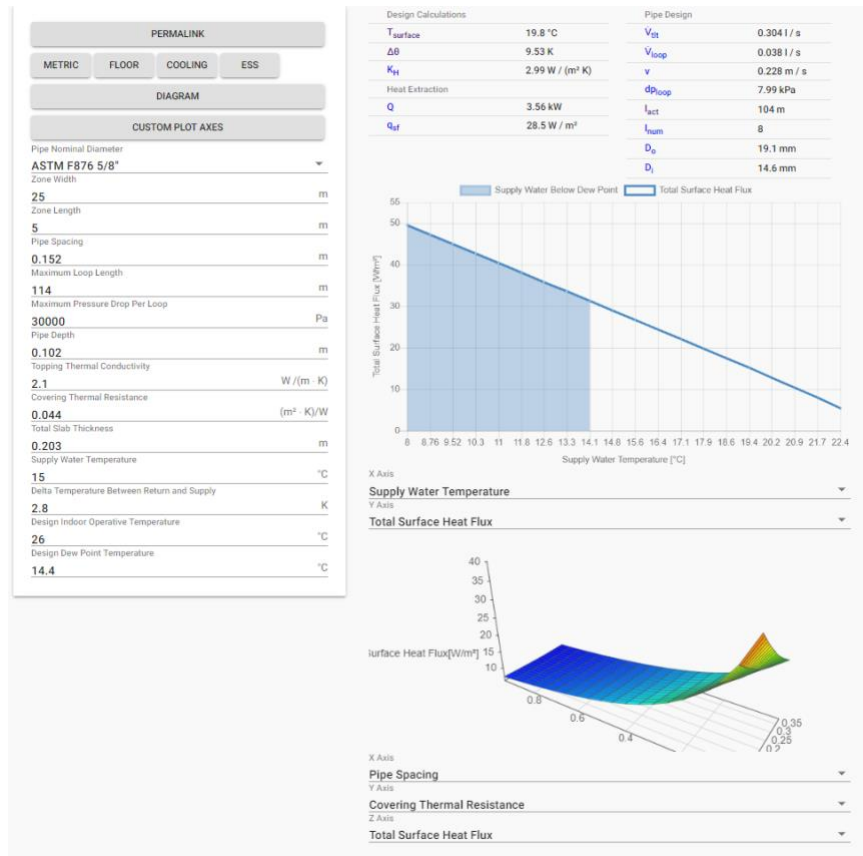 PERMALINK
METRIC FLOOR COOLING ESS
DIAGRAM
CUSTOM PLOT AXES
Pipe Nominal Diameter
ASTM F876 5/8"
Zone Width
25 m
Zone Length
5 m
Pipe Spacing
0.152 m
Maximum Loop Length
114 m
Maximum Pressure Drop Per Loop
30000 Pa
Pipe Depth
0.102 m
Topping Thermal Conductivity
2.1 W /(m · K)
Covering Thermal Resistance
0.044 (m² · K)/W
Total Slab Thickness
0.203 m
Supply Water Temperature
15 °C
Delta Temperature Between Return and Supply
2.8 K
Design Indoor Operative Temperature
26 °C
Design Dew Point Temperature
14.4 °C
Design Calculations
Tsurface 19.8 °C
Δθ 9.53 K
KH 2.99 W / (m² K)
Heat Extraction
Q 3.56 kW
qsf 28.5 W / m²
Pipe Design
V̇tlt 0.304 l / s
V̇loop 0.038 l / s
v 0.228 m / s
dploop 7.99 kPa
lact 104 m
lnum 8
Do 19.1 mm
Di 14.6 mm
Supply Water Below Dew Point Total Surface Heat Flux
55
50
40
30
20
10
0
Total Surface Heat Flux [W/m²]
8 8.76 9.52 10.3 11 11.8 12.6 13.3 14.1 14.8 15.6 16.4 17.1 17.9 18.6 19.4 20.2 20.9 21.7 22.4
Supply Water Temperature [°C]
X Axis
Supply Water Temperature
Y Axis
Total Surface Heat Flux
40
35
30
25
20
urface Heat Flux[W/m²] 15
10
0.8
0.6
0.4
0.35
0.3
0.25
0.2
X Axis
Pipe Spacing
Y Axis
Covering Thermal Resistance
Z Axis
Total Surface Heat Flux